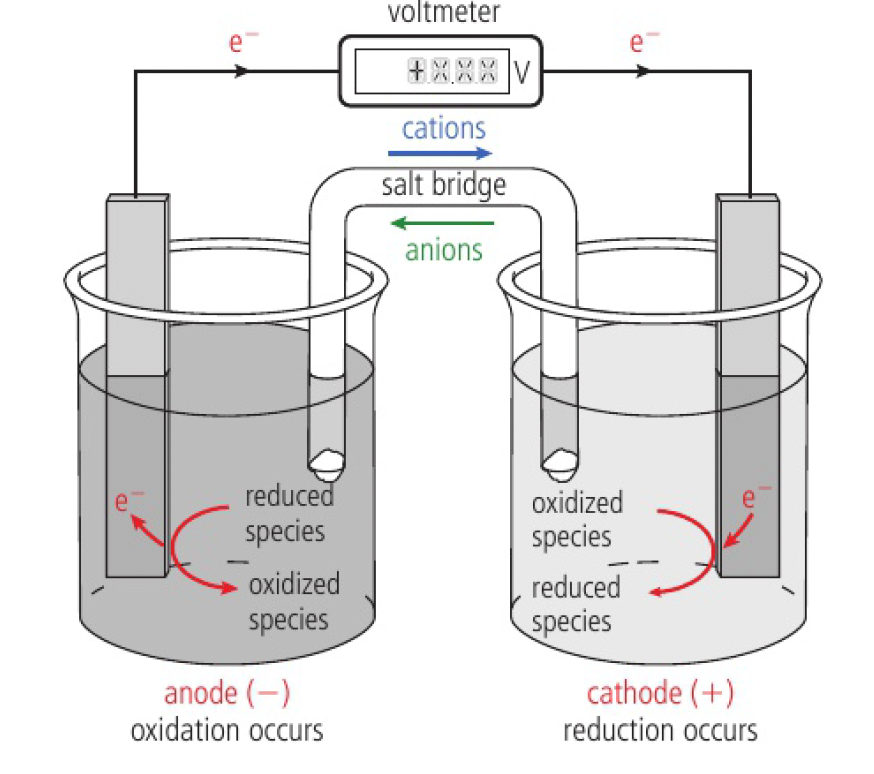 voltmeter
e⁻
e⁻
V
cations
salt bridge
anions
e⁻
reduced
species
oxidized
species
oxidized
species
reduced
species
e⁻
anode (−)
oxidation occurs
cathode (+)
reduction occurs